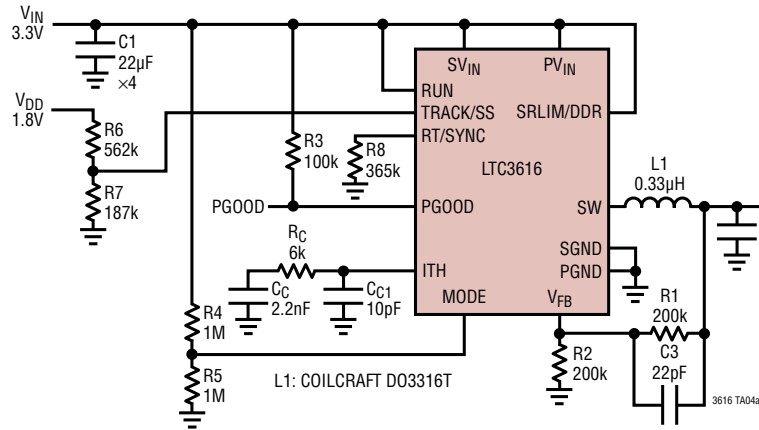 VIN
3.3V
C1
22µF
×4
VDD
1.8V
R6
562k
R7
187k
R3
100k
R8
365k
PGOOD
RC
6k
CC
2.2nF
CC1
10pF
R4
1M
R5
1M
SVIN
PVIN
RUN
TRACK/SS
SRLIM/DDR
RT/SYNC
LTC3616
PGOOD
SW
SGND
PGND
ITH
MODE
VFB
L1
0.33µH
R1
200k
C3
22pF
R2
200k
L1: COILCRAFT DO3316T
3616 TA04a